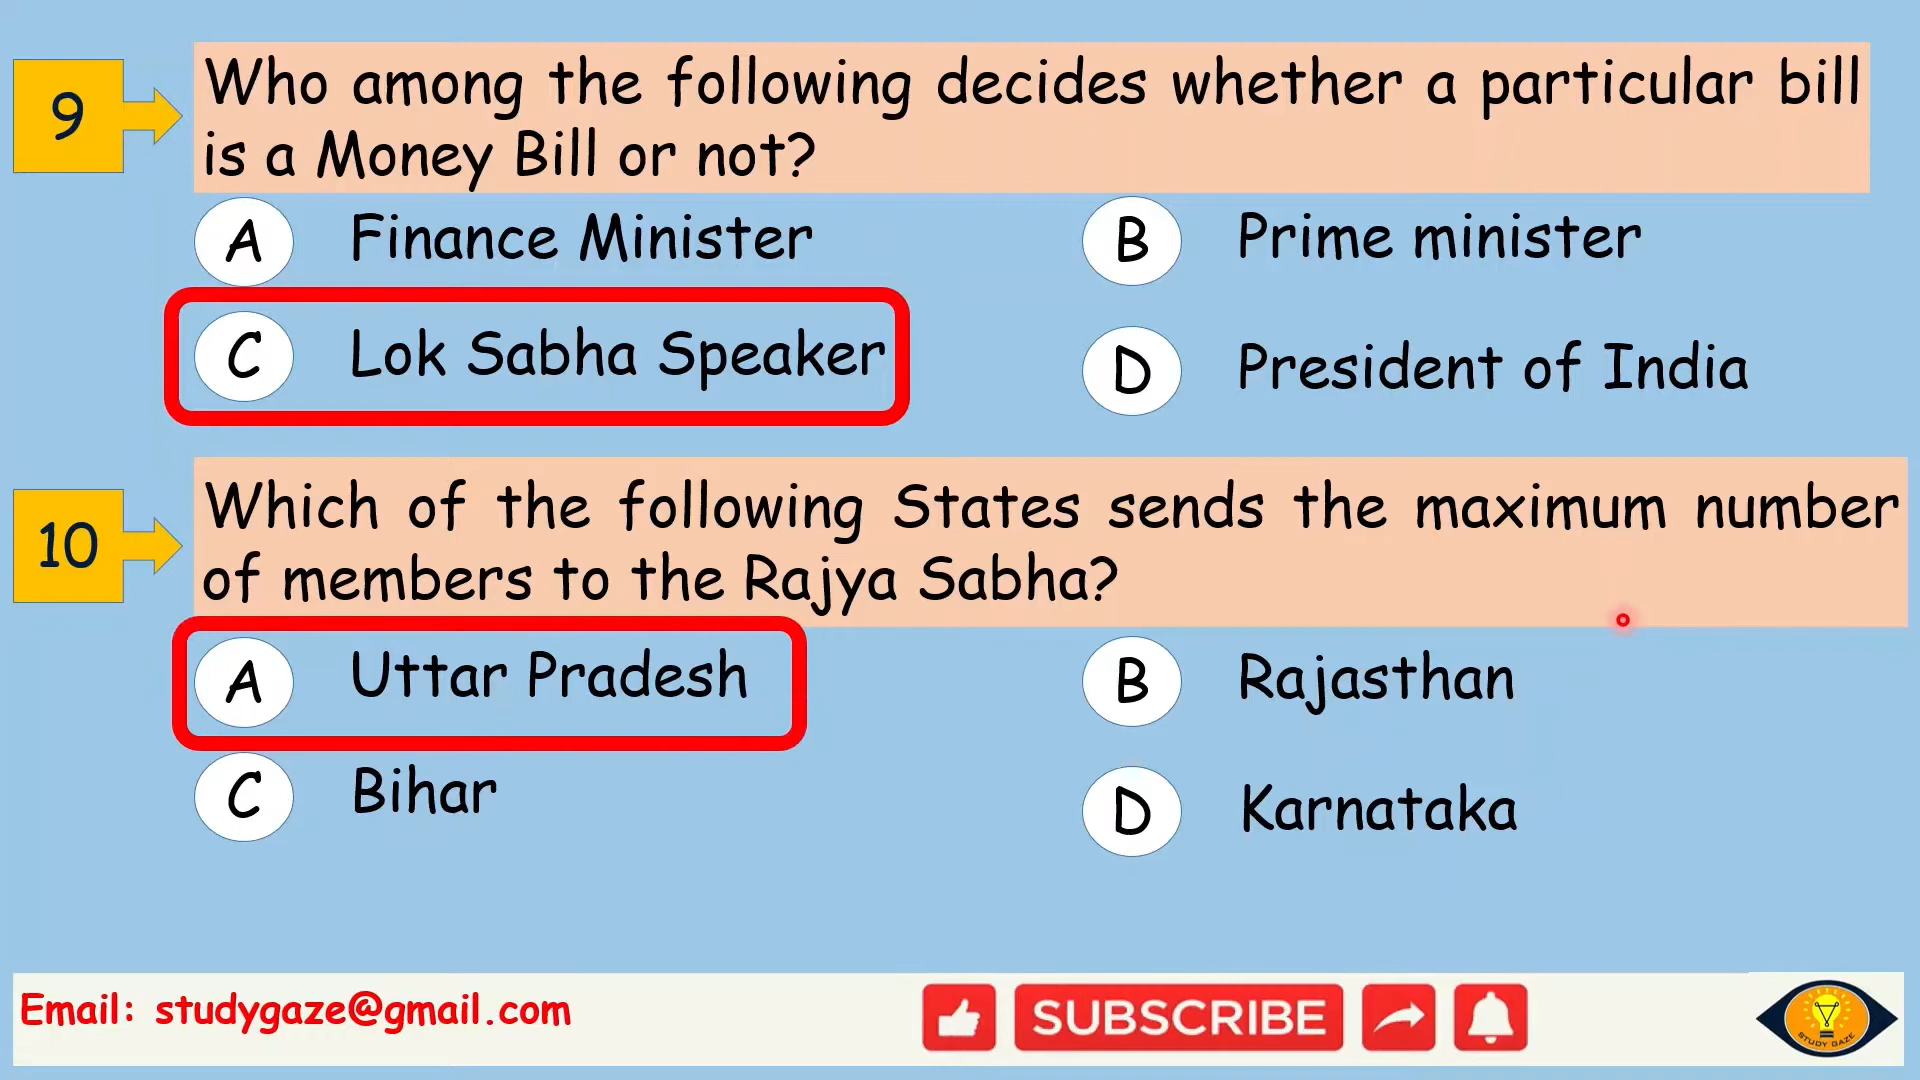 9
Who among the following decides whether a particular bill
is a Money Bill or not?
A Finance Minister
B Prime minister
C Lok Sabha Speaker
D President of India
10
Which of the following States sends the maximum number
of members to the Rajya Sabha?
A Uttar Pradesh
B Rajasthan
C Bihar
D Karnataka
Email: studygaze@gmail.com
SUBSCRIBE
STUDY GAZE